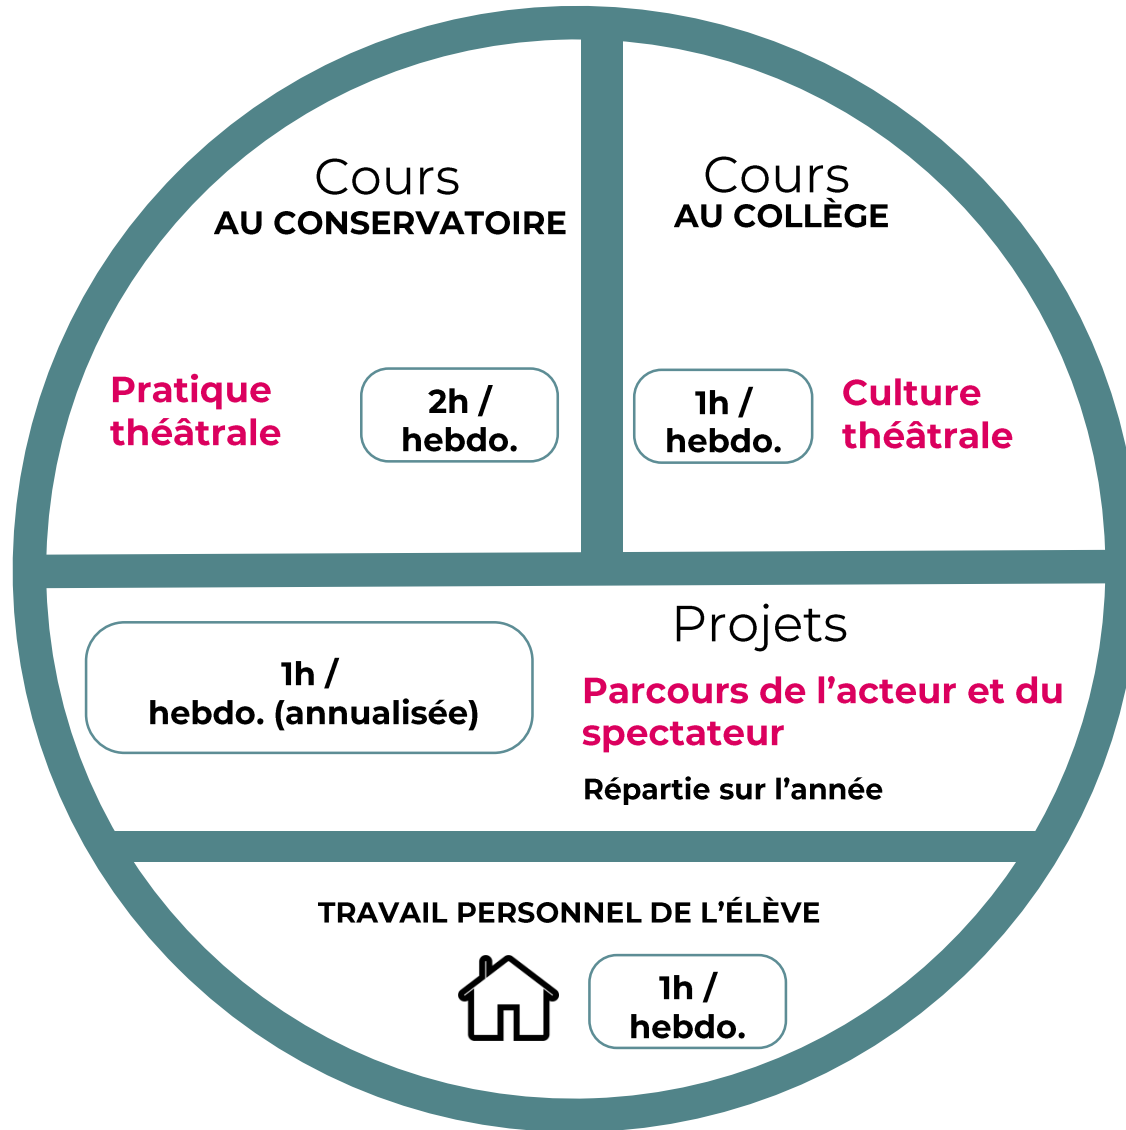 Cours
AU CONSERVATOIRE
Pratique
théâtrale
2h /
hebdo.
Cours
AU COLLÈGE
1h /
hebdo.
Culture
théâtrale
1h /
hebdo. (annualisée)
Projets
Parcours de l’acteur et du
spectateur
Répartie sur l’année
TRAVAIL PERSONNEL DE L’ÉLÈVE
1h /
hebdo.